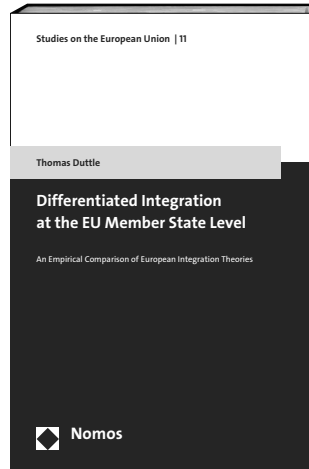 Studies on the European Union | 11
Thomas Duttle
Differentiated Integration
at the EU Member State Level
An Empirical Comparison of European Integration Theories
Nomos